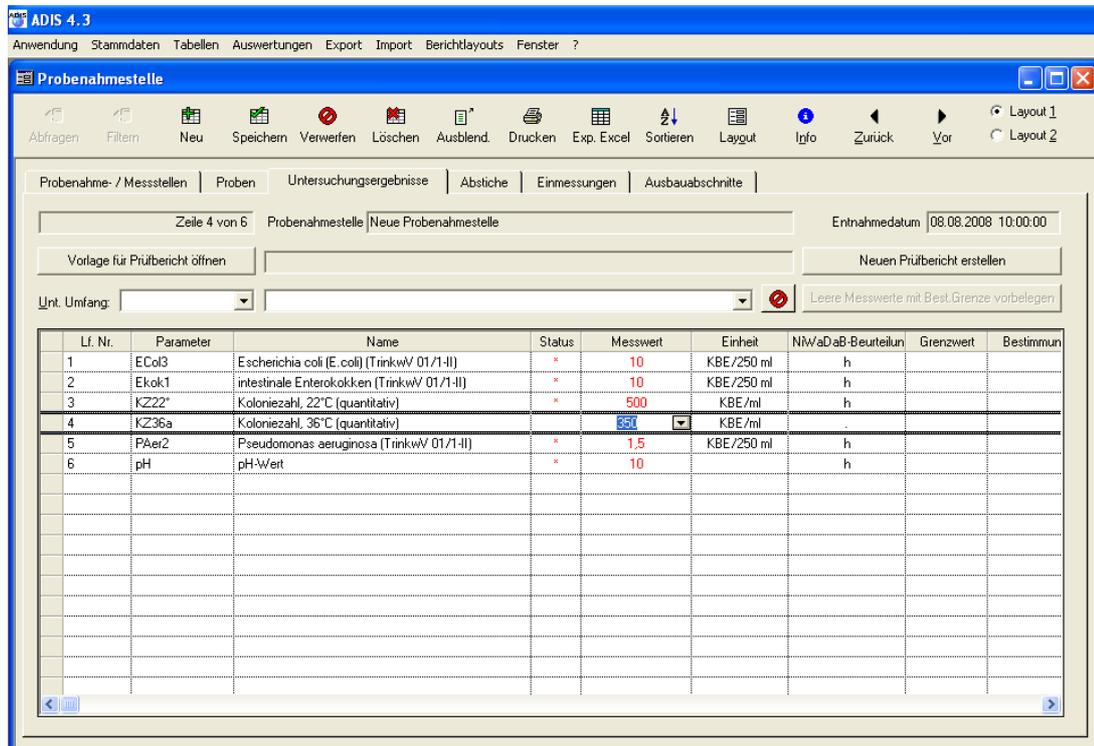 ADIS 4.3
Anwendung Stammdaten Tabellen Auswertungen Export Import Berichtlayouts Fenster ?
Probenahmestelle
Abfragen Filtern Neu Speichern Verwerfen Löschen Ausblend. Drucken Exp. Excel Sortieren Layout Info Zurück Vor
Layout 1
Layout 2
Probenahme- / Messstellen Proben Untersuchungsergebnisse Abstiche Einmessungen Ausbauabschnitte
Zeile 4 von 6 Probenahmestelle Neue Probenahmestelle Entnahmedatum 08.08.2008 10:00:00
Vorlage für Prüfbericht öffnen Neuen Prüfbericht erstellen
Unt. Umfang: Leere Messwerte mit Best.Grenze vorbelegen
Lf. Nr. Parameter Name Status Messwert Einheit NiWaDaB-Beurteilun Grenzwert Bestimmun
1 ECol3 Escherichia coli (E.coli) (TrinkwV 01/1-II) * 10 KBE/250 ml h
2 Ekok1 intestinale Enterokokken (TrinkwV 01/1-II) * 10 KBE/250 ml h
3 KZ22° Koloniezahl, 22°C (quantitativ) * 500 KBE/ml h
4 KZ36a Koloniezahl, 36°C (quantitativ) 350 KBE/ml .
5 PAer2 Pseudomonas aeruginosa (TrinkwV 01/1-II) * 1,5 KBE/250 ml h
6 pH pH-Wert * 10 h